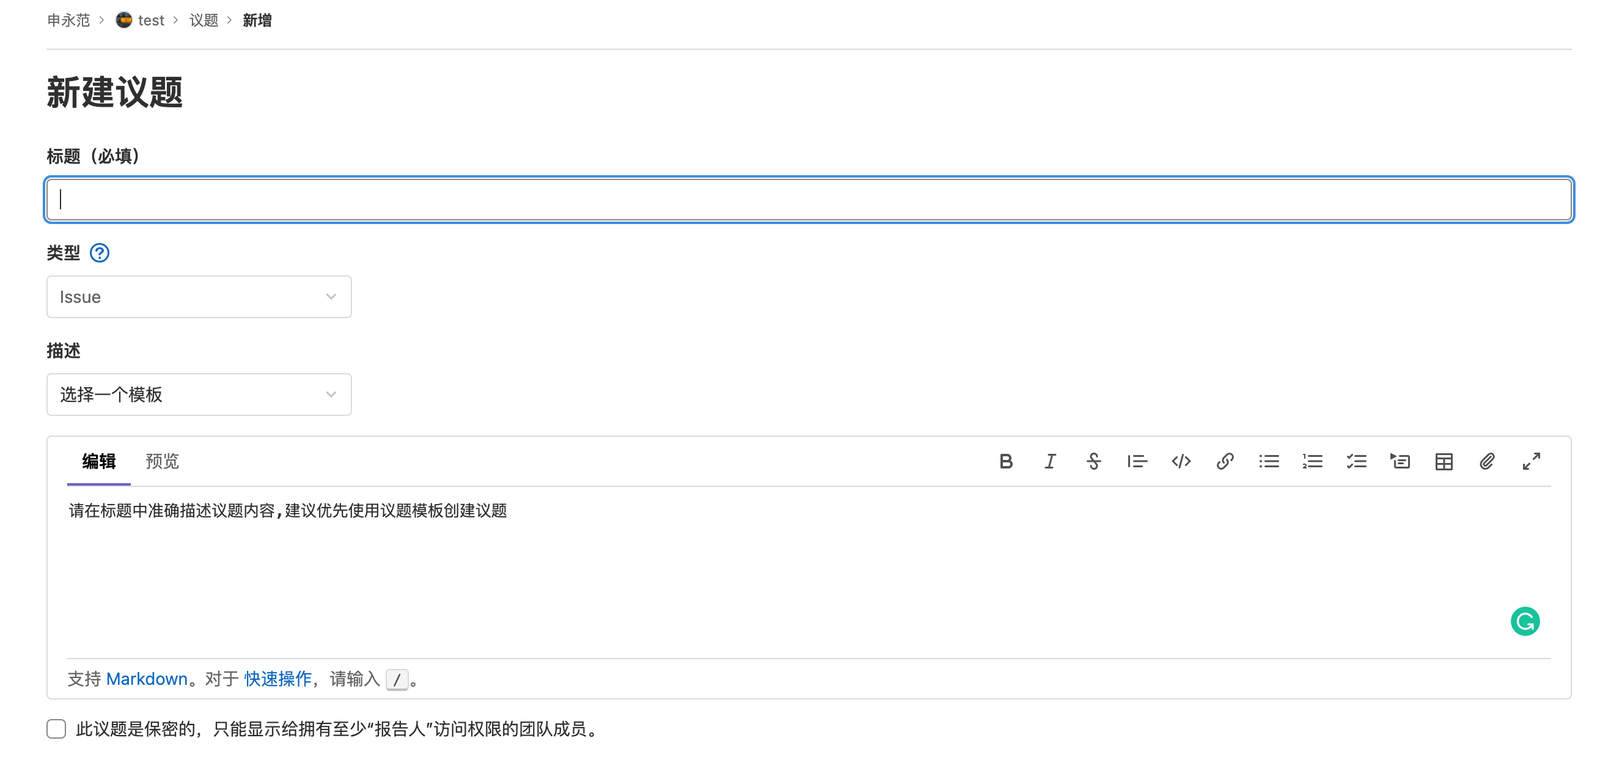 申永范 › test › 议题 › 新增
新建议题
标题（必填）
类型 ?
Issue
描述
选择一个模板
编辑 预览
请在标题中准确描述议题内容,建议优先使用议题模板创建议题
支持 Markdown。对于 快速操作，请输入 /。
此议题是保密的，只能显示给拥有至少“报告人”访问权限的团队成员。